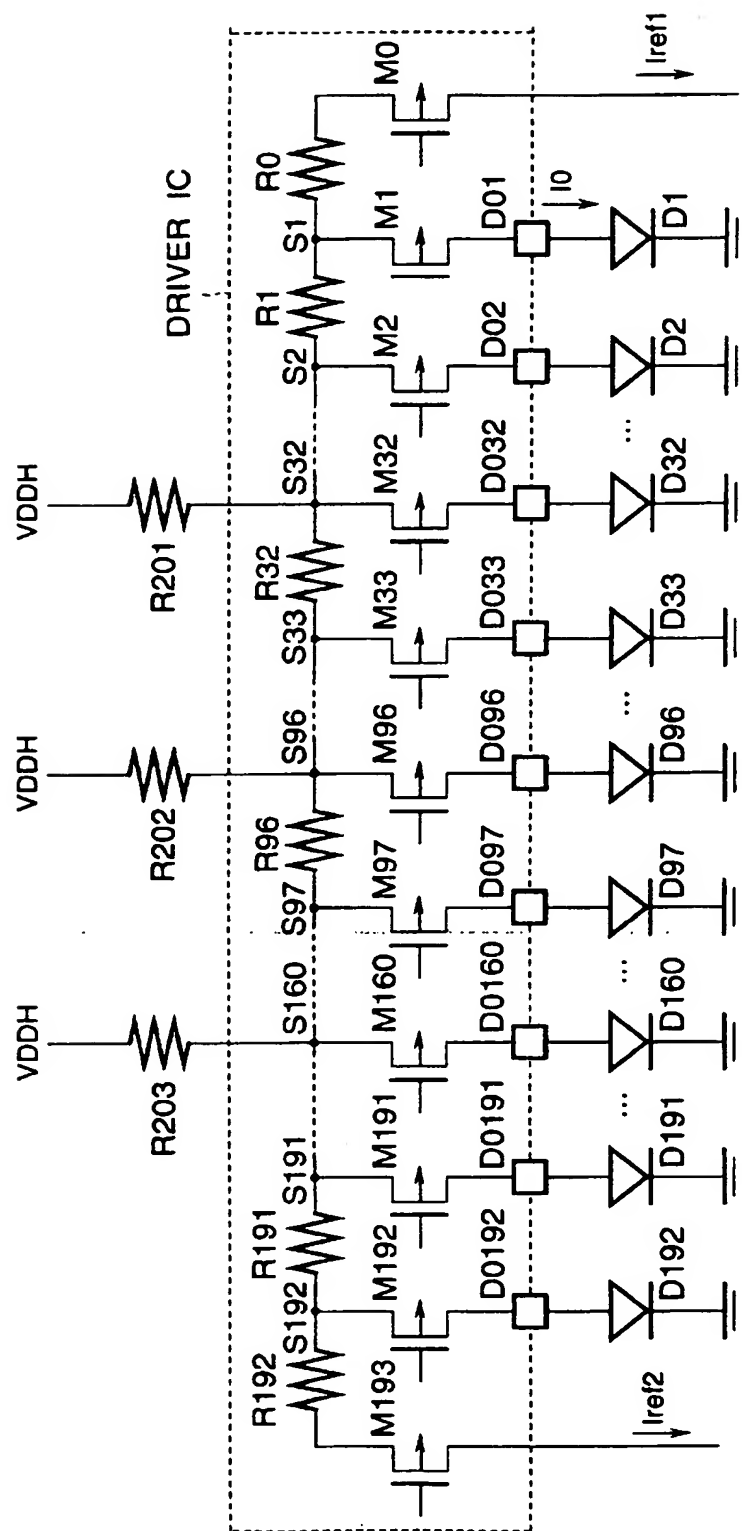 VDDH
VDDH
VDDH
R203
R202
R201
DRIVER IC
R192
S192
R191
S191
S160
S97
R96
S96
S33
R32
S32
S2
R1
S1
R0
M193
M192
M191
M160
M97
M96
M33
M32
M2
M1
M0
D0192
D0191
D0160
D097
D096
D033
D032
D02
D01
I0
Iref2
D192
D191
...
D160
...
D97
D96
...
D33
D32
...
D2
D1
Iref1